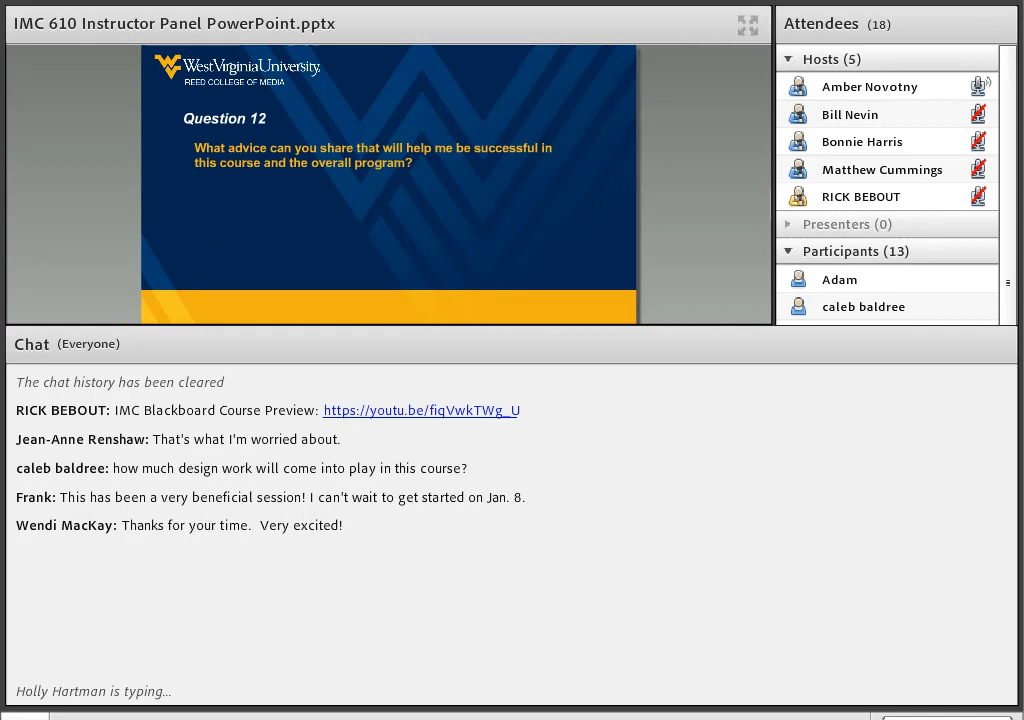 IMC 610 Instructor Panel PowerPoint.pptx
WestVirginiaUniversity
REED COLLEGE OF MEDIA
Question 12
What advice can you share that will help me be successful in
this course and the overall program?
Attendees (18)
Hosts (5)
Amber Novotny
Bill Nevin
Bonnie Harris
Matthew Cummings
RICK BEBOUT
Presenters (0)
Participants (13)
Adam
caleb baldree
Chat (Everyone)
The chat history has been cleared
RICK BEBOUT: IMC Blackboard Course Preview: https://youtu.be/fiqVwkTWg_U
Jean-Anne Renshaw: That's what I'm worried about.
caleb baldree: how much design work will come into play in this course?
Frank: This has been a very beneficial session! I can't wait to get started on Jan. 8.
Wendi MacKay: Thanks for your time.  Very excited!
Holly Hartman is typing...